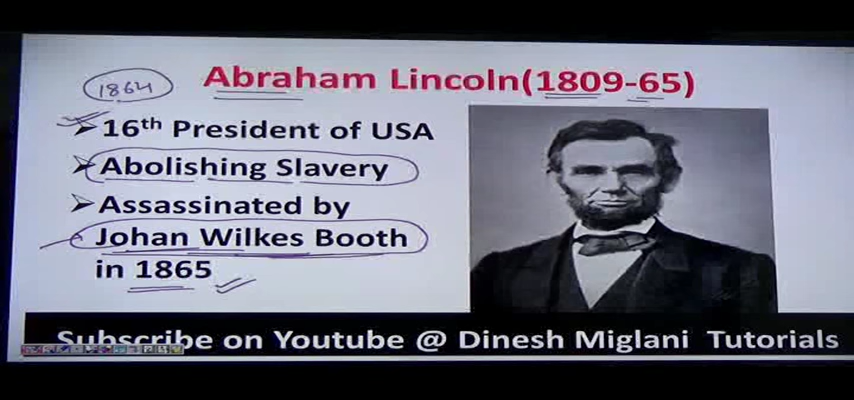 1864
Abraham Lincoln(1809-65)
➢ 16th President of USA
➢ Abolishing Slavery
➢ Assassinated by
Johan Wilkes Booth
in 1865
Subscribe on Youtube @ Dinesh Miglani Tutorials